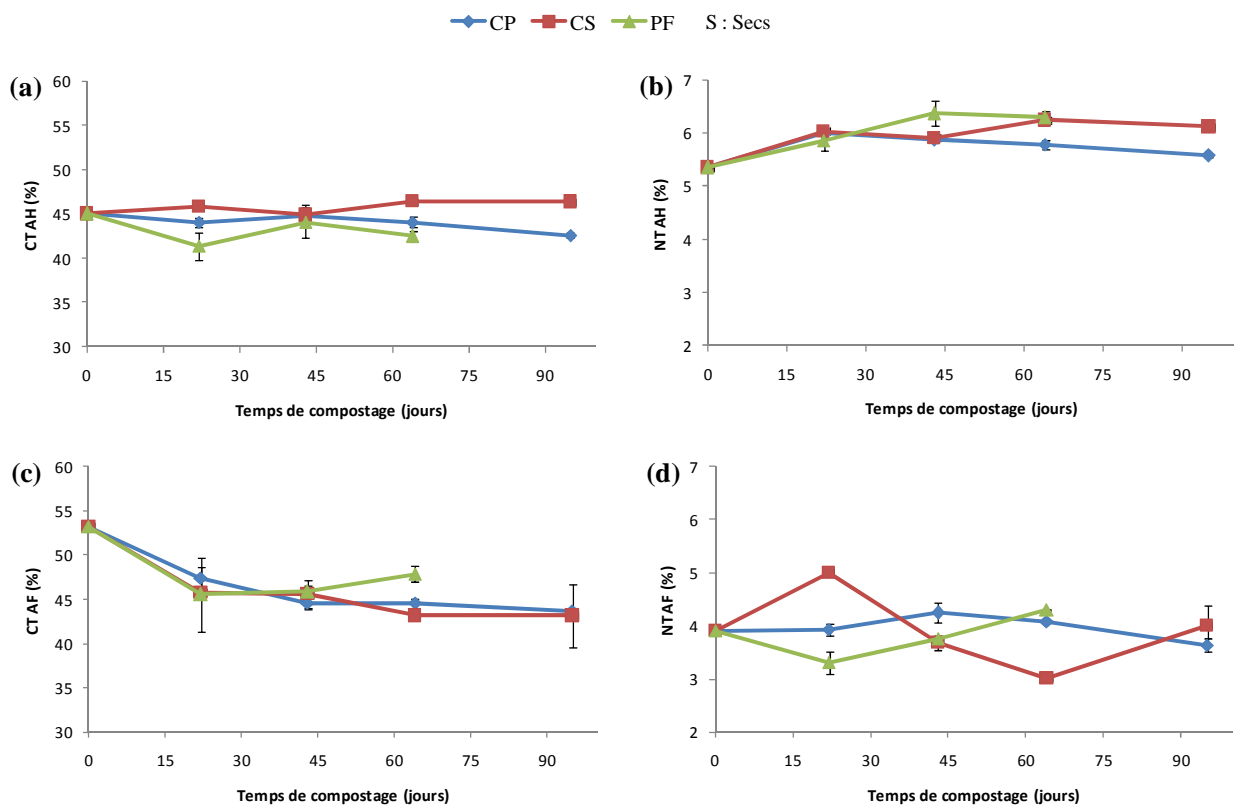 CP CS PF S : Secs
(a)
CT AH (%)
60
55
50
45
40
35
30
0 15 30 45 60 75 90
Temps de compostage (jours)
(b)
NT AH (%)
7
6
5
4
3
2
0 15 30 45 60 75 90
Temps de compostage (jours)
(c)
CT AF (%)
60
55
50
45
40
35
30
0 15 30 45 60 75 90
Temps de compostage (jours)
(d)
NT AF (%)
7
6
5
4
3
2
0 15 30 45 60 75 90
Temps de compostage (jours)